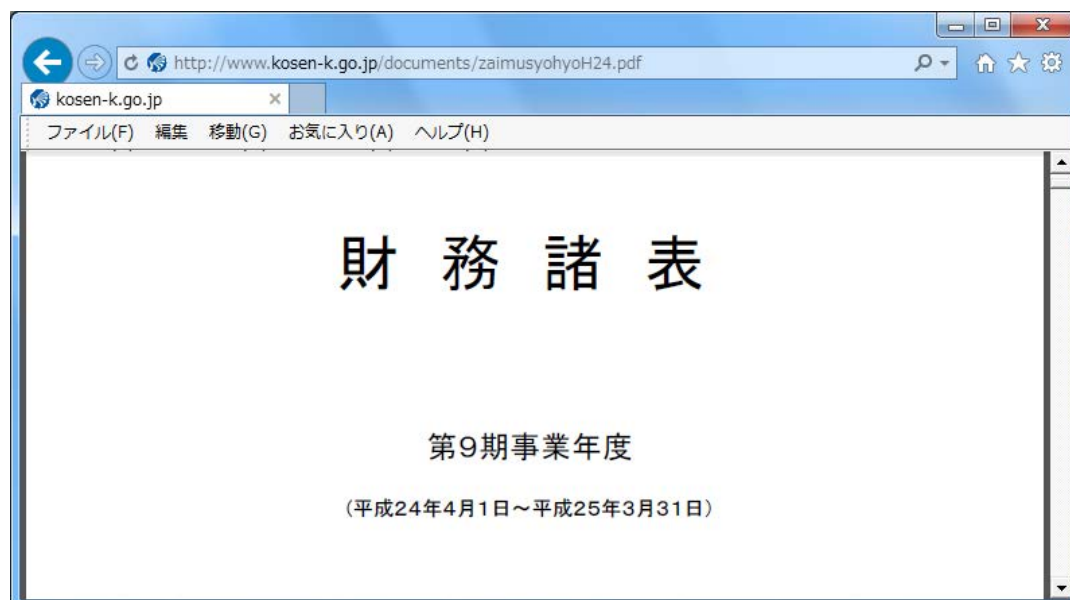 http://www.kosen-k.go.jp/documents/zaimusyohyoH24.pdf
kosen-k.go.jp
ファイル(F) 編集 移動(G) お気に入り(A) ヘルプ(H)
財 務 諸 表
第9期事業年度
（平成24年4月1日～平成25年3月31日）